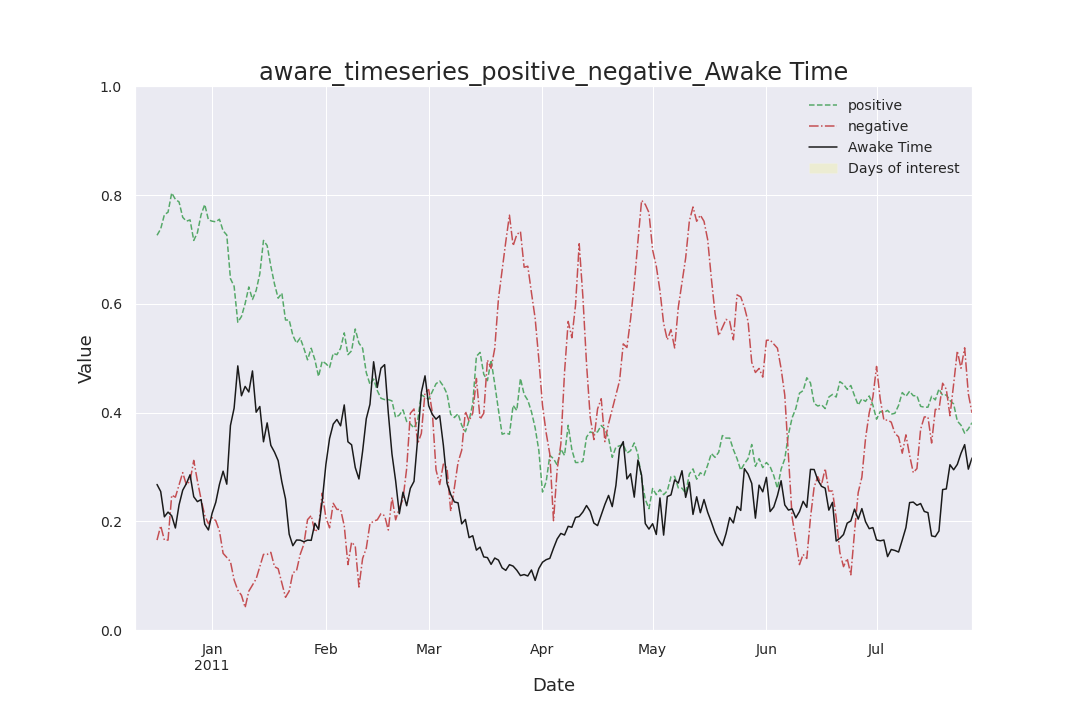 aware_timeseries_positive_negative_Awake Time
1.0
0.8
0.6
0.4
0.2
0.0
Value
positive
negative
Awake Time
Days of interest
Jan Feb Mar Apr May Jun Jul
2011
Date